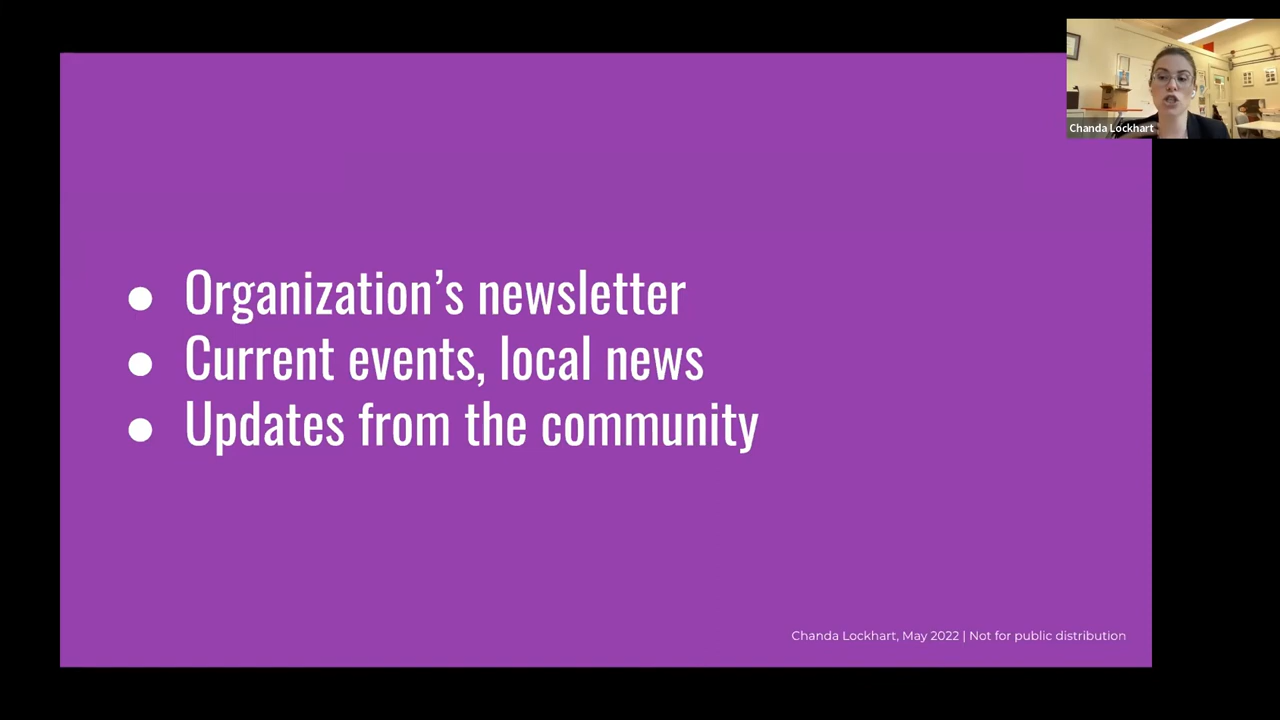 Chanda Lockhart
● Organization’s newsletter
● Current events, local news
● Updates from the community
Chanda Lockhart, May 2022 | Not for public distribution